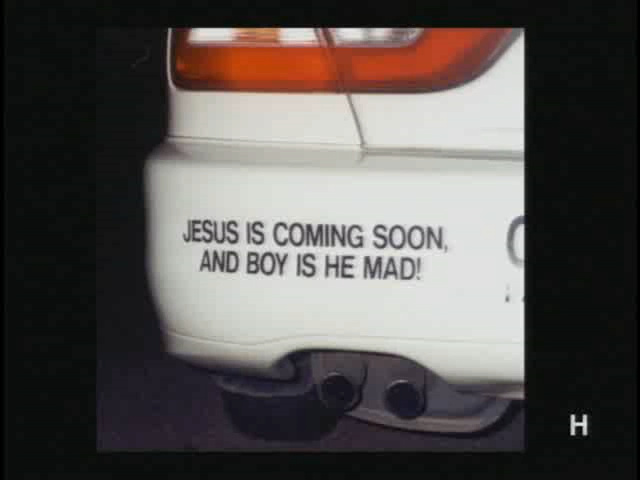 JESUS IS COMING SOON,
AND BOY IS HE MAD!
H